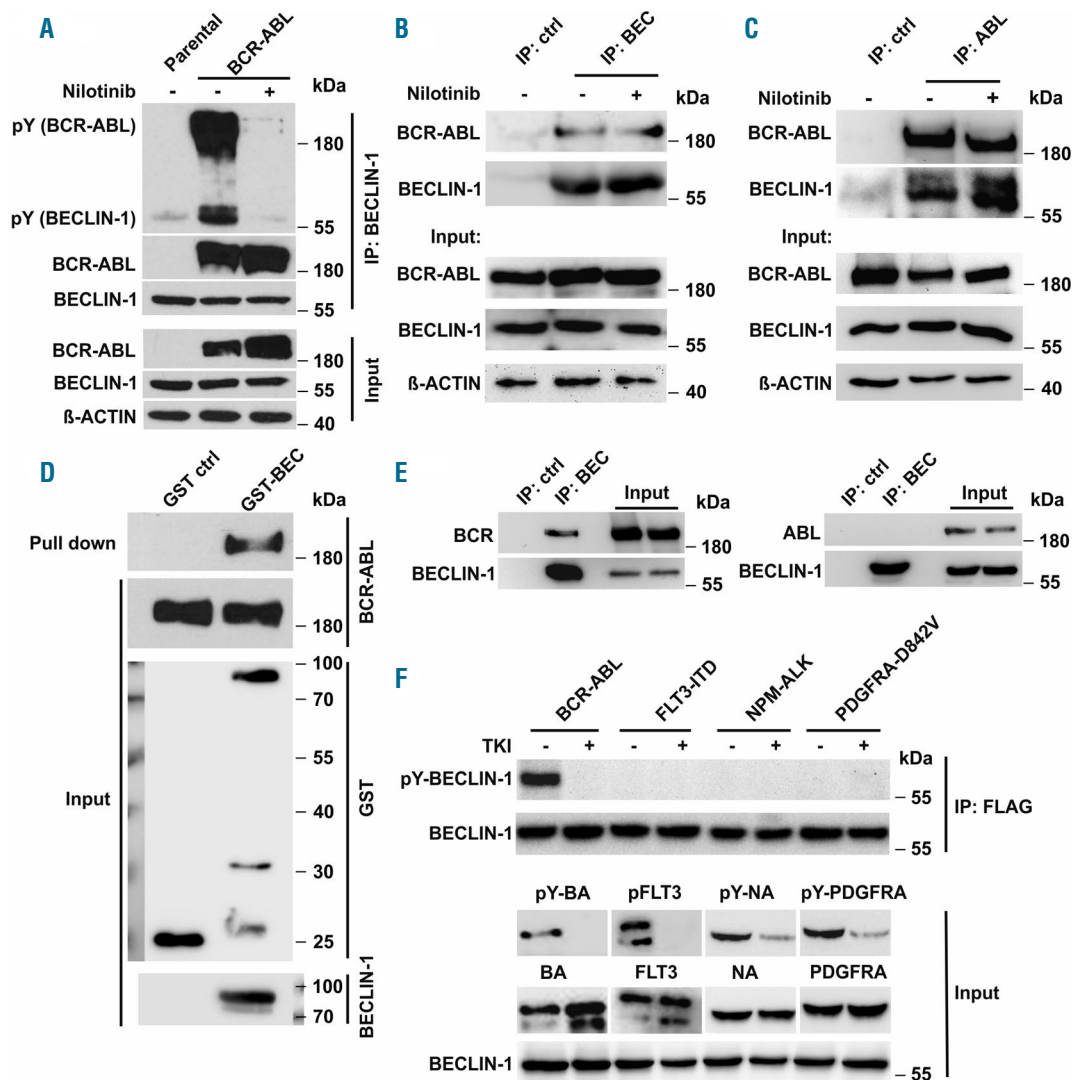 A
Parental
BCR-ABL
Nilotinib - - + kDa
pY (BCR-ABL)
– 180
pY (BECLIN-1)
– 55
BCR-ABL
– 180
BECLIN-1
– 55
IP: BECLIN-1
BCR-ABL
– 180
BECLIN-1
– 55
ß-ACTIN
– 40
Input
B
IP: ctrl
IP: BEC
Nilotinib - - + kDa
BCR-ABL
– 180
BECLIN-1
– 55
Input:
BCR-ABL
– 180
BECLIN-1
– 55
ß-ACTIN
– 40
C
IP: ctrl
IP: ABL
Nilotinib - - + kDa
BCR-ABL
– 180
BECLIN-1
– 55
Input:
BCR-ABL
– 180
BECLIN-1
– 55
ß-ACTIN
– 40
D
GST ctrl
GST-BEC
kDa
Pull down
– 180
– 180
BCR-ABL
Input
– 100
– 70
– 55
– 40
– 30
– 25
GST
– 100
– 70
BECLIN-1
E
IP: ctrl
IP: BEC
Input
kDa
BCR
– 180
BECLIN-1
– 55
IP: ctrl
IP: BEC
Input
kDa
ABL
– 180
BECLIN-1
– 55
F
BCR-ABL
FLT3-ITD
NPM-ALK
PDGFRA-D842V
TKI - + - + - + - +
kDa
pY-BECLIN-1
– 55
BECLIN-1
– 55
IP: FLAG
pY-BA pFLT3 pY-NA pY-PDGFRA
BA FLT3 NA PDGFRA
BECLIN-1
– 55
Input